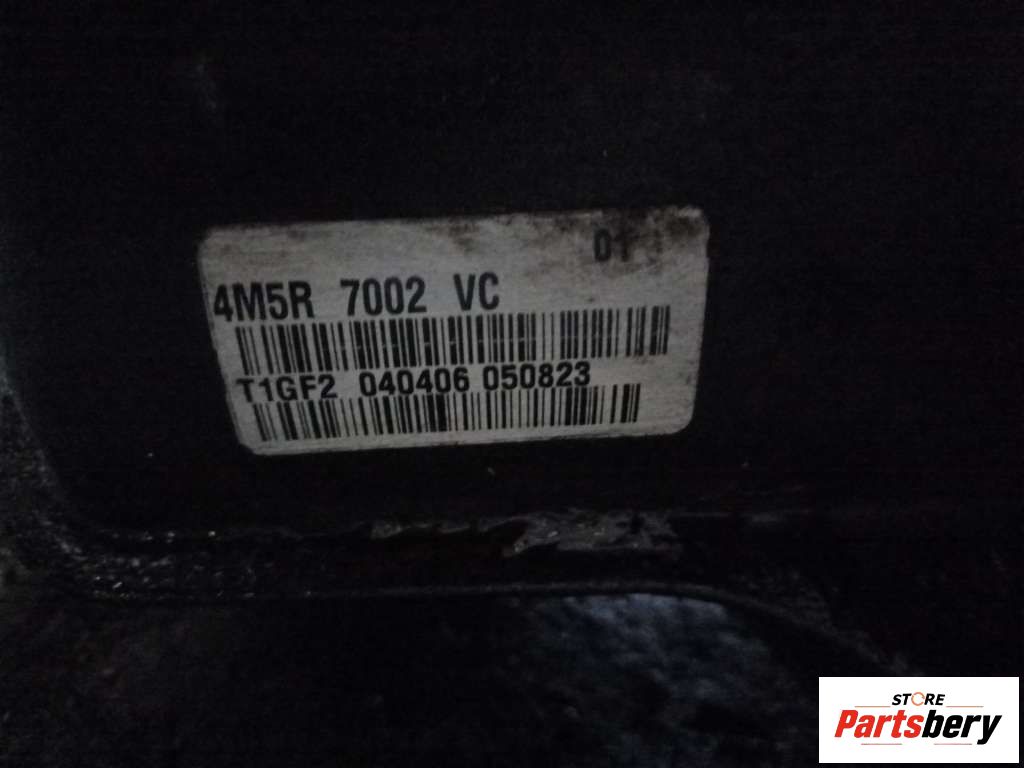 01
4M5R 7002 VC
T1GF2 040406 050823
STORE
Partsbery